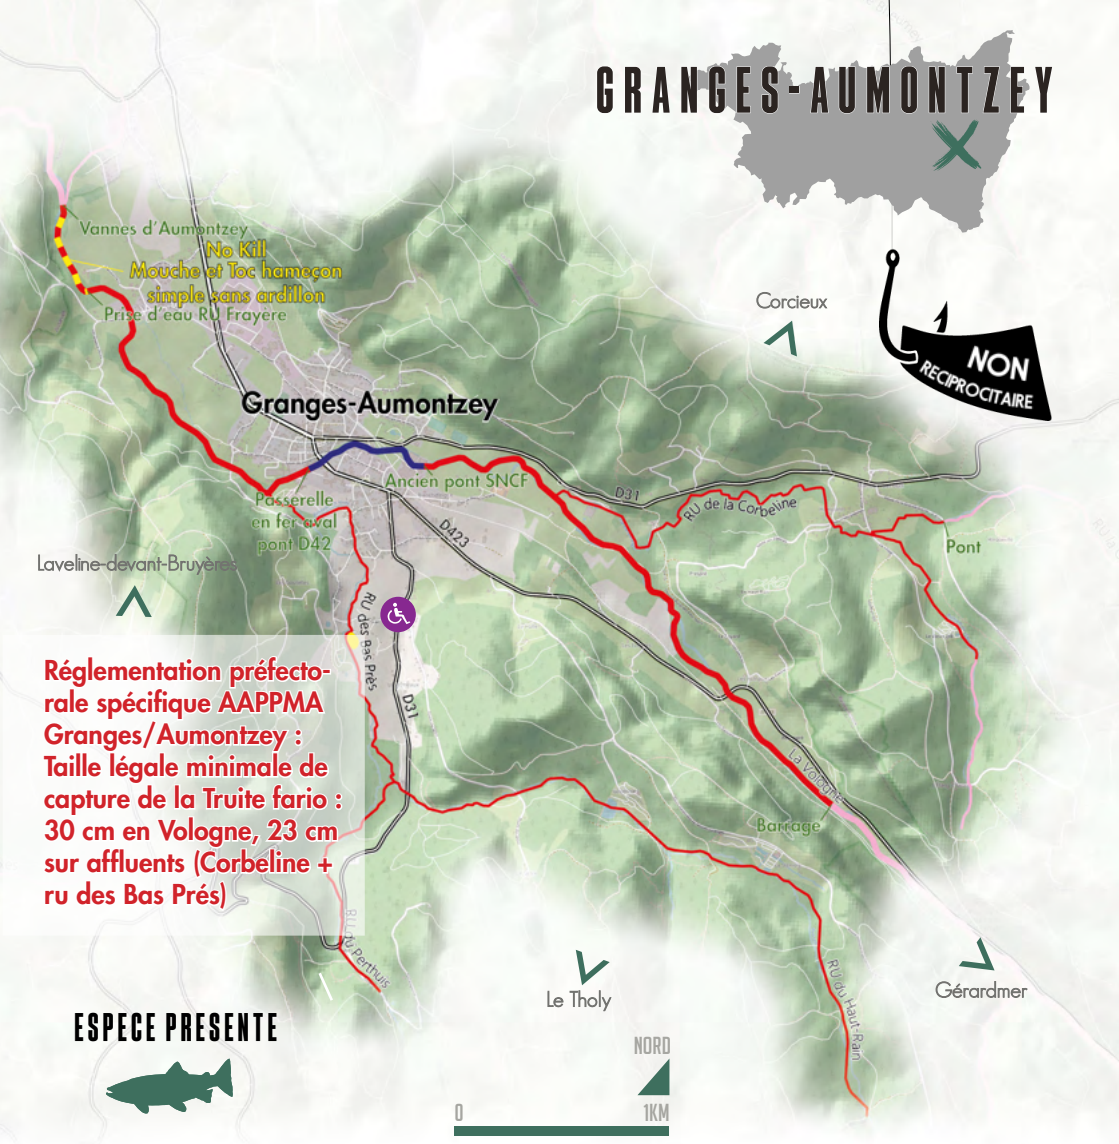 GRANGES-AUMONTZEY
Vannes d'Aumontzey
No Kill
Mouche et Toc hameçon
simple sans ardillon
Prise d'eau RU Frayère
Corcieux
NON
RECIPROCITAIRE
Granges-Aumontzey
Ancien pont SNCF
D31
RU de la Corbeline
Passerelle
en fer aval
pont D42
D423
Pont
Laveline-devant-Bruyères
RU des Bas Près
D31
Réglementation préfecto-
rale spécifique AAPPMA
Granges/Aumontzey :
Taille légale minimale de
capture de la Truite fario :
30 cm en Vologne, 23 cm
sur affluents (Corbeline +
ru des Bas Prés)
La Vologne
Barrage
RU du Perthuis
RU du Haut-Rain
Le Tholy
Gérardmer
ESPECE PRESENTE
NORD
0
1KM